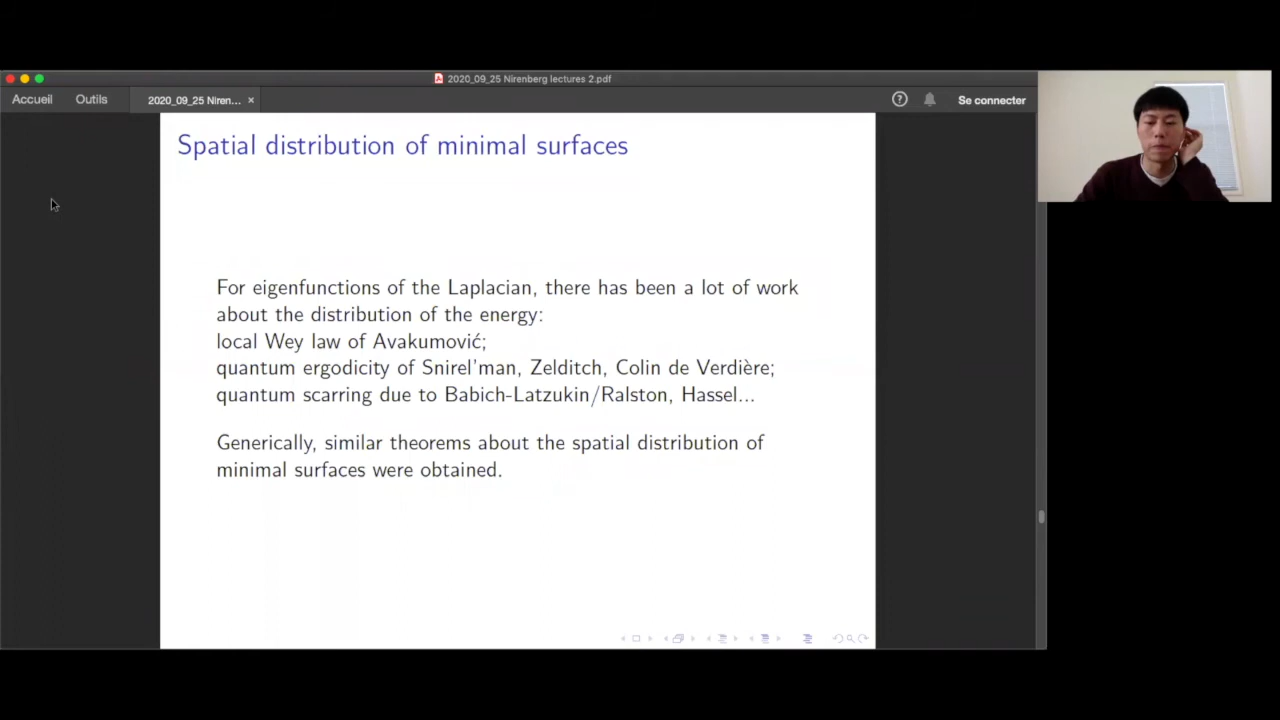 2020_09_25 Nirenberg lectures 2.pdf
Accueil Outils 2020_09_25 Niren... × ? Se connecter
Spatial distribution of minimal surfaces
For eigenfunctions of the Laplacian, there has been a lot of work
about the distribution of the energy:
local Wey law of Avakumović;
quantum ergodicity of Snirel'man, Zelditch, Colin de Verdière;
quantum scarring due to Babich-Latzukin/Ralston, Hassel...
Generically, similar theorems about the spatial distribution of
minimal surfaces were obtained.